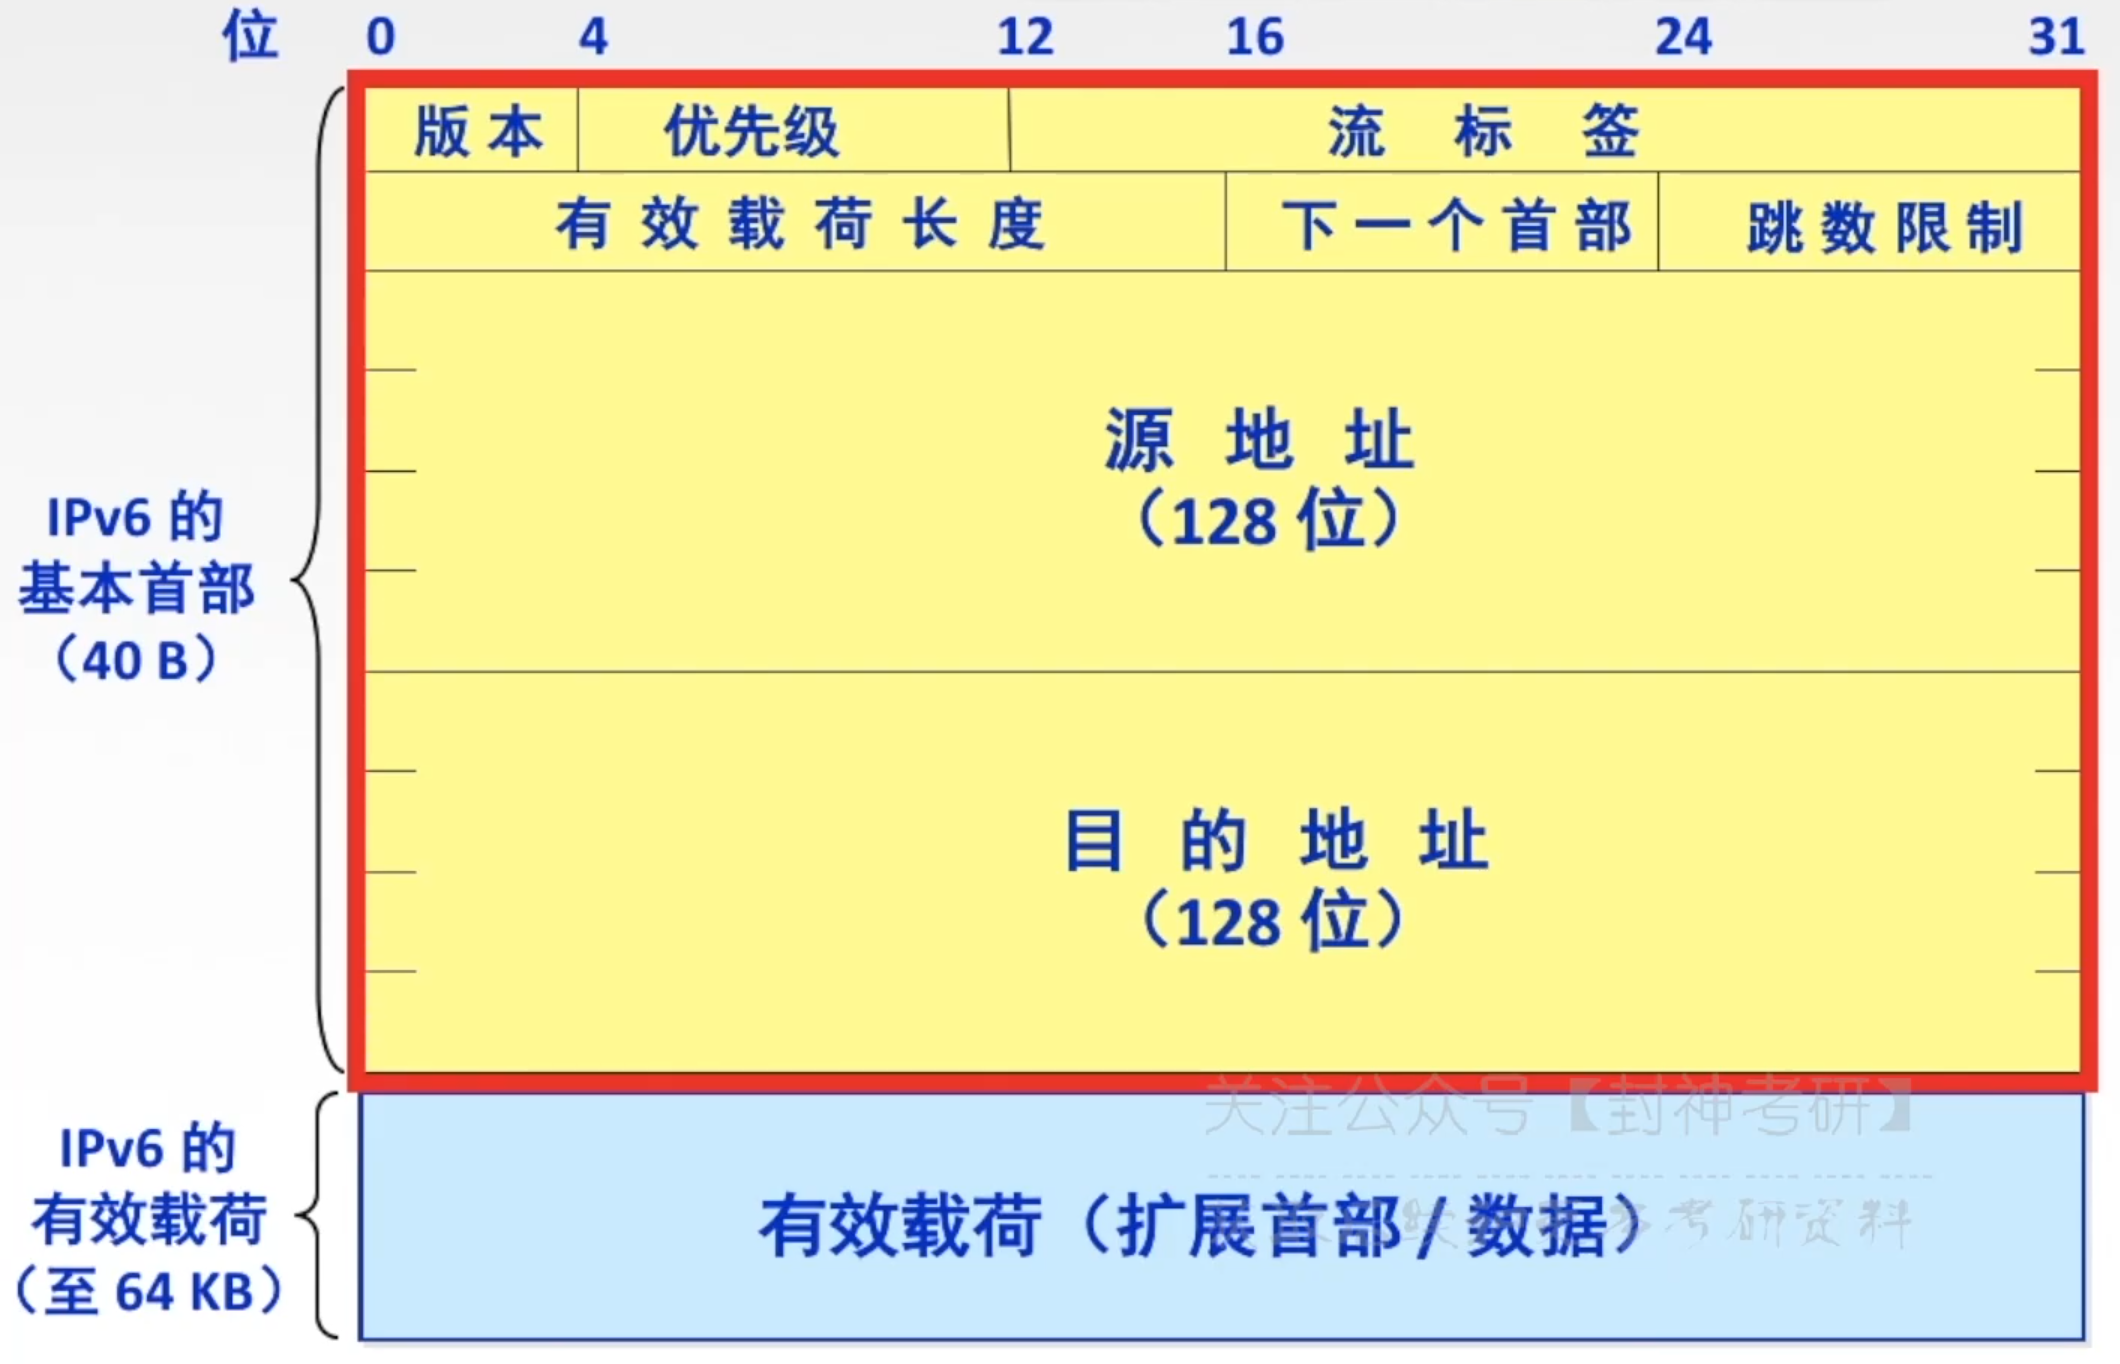 位 0 4 12 16 24 31
版本 优先级 流标签
有效载荷长度 下一个首部 跳数限制
源地址
（128 位）
目的地址
（128 位）
IPv6 的
基本首部
（40 B）
关注公众号【封神考研】
IPv6 的
有效载荷
（至 64 KB）
有效载荷（扩展首部 / 数据）
考研资料